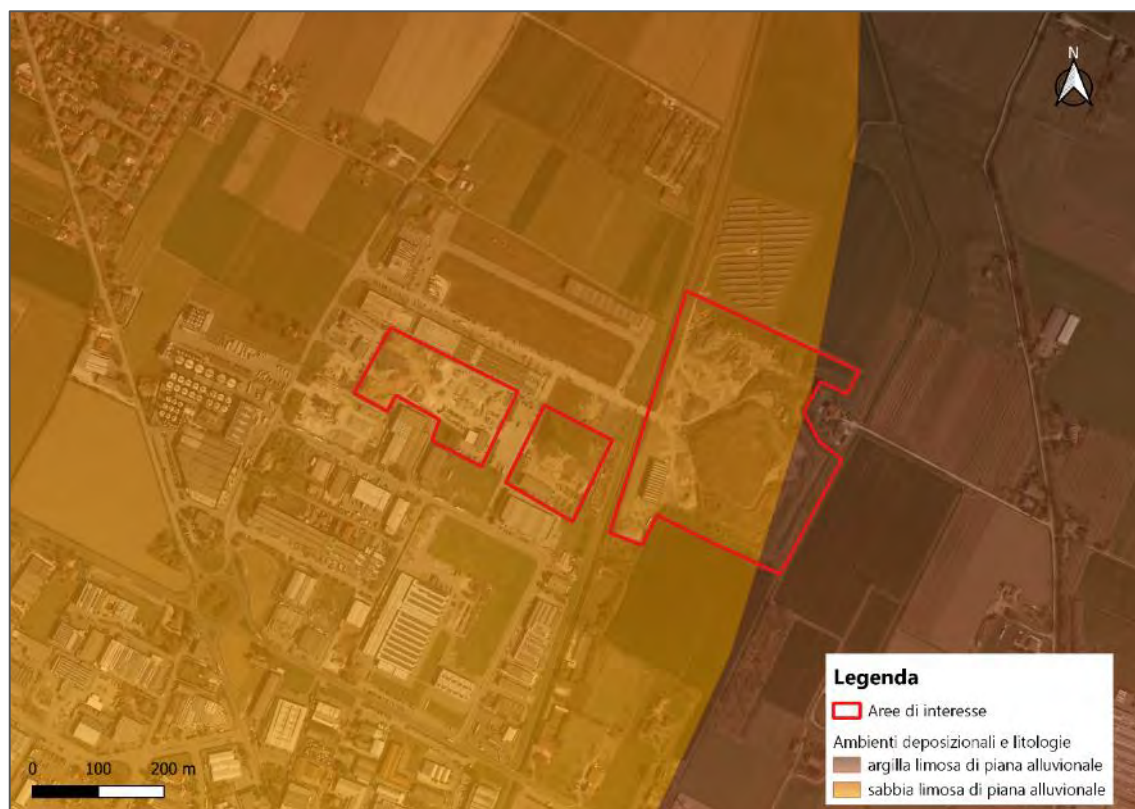 N
Legenda
Aree di interesse
Ambienti deposizionali e litologie
argilla limosa di piana alluvionale
sabbia limosa di piana alluvionale
0 100 200 m